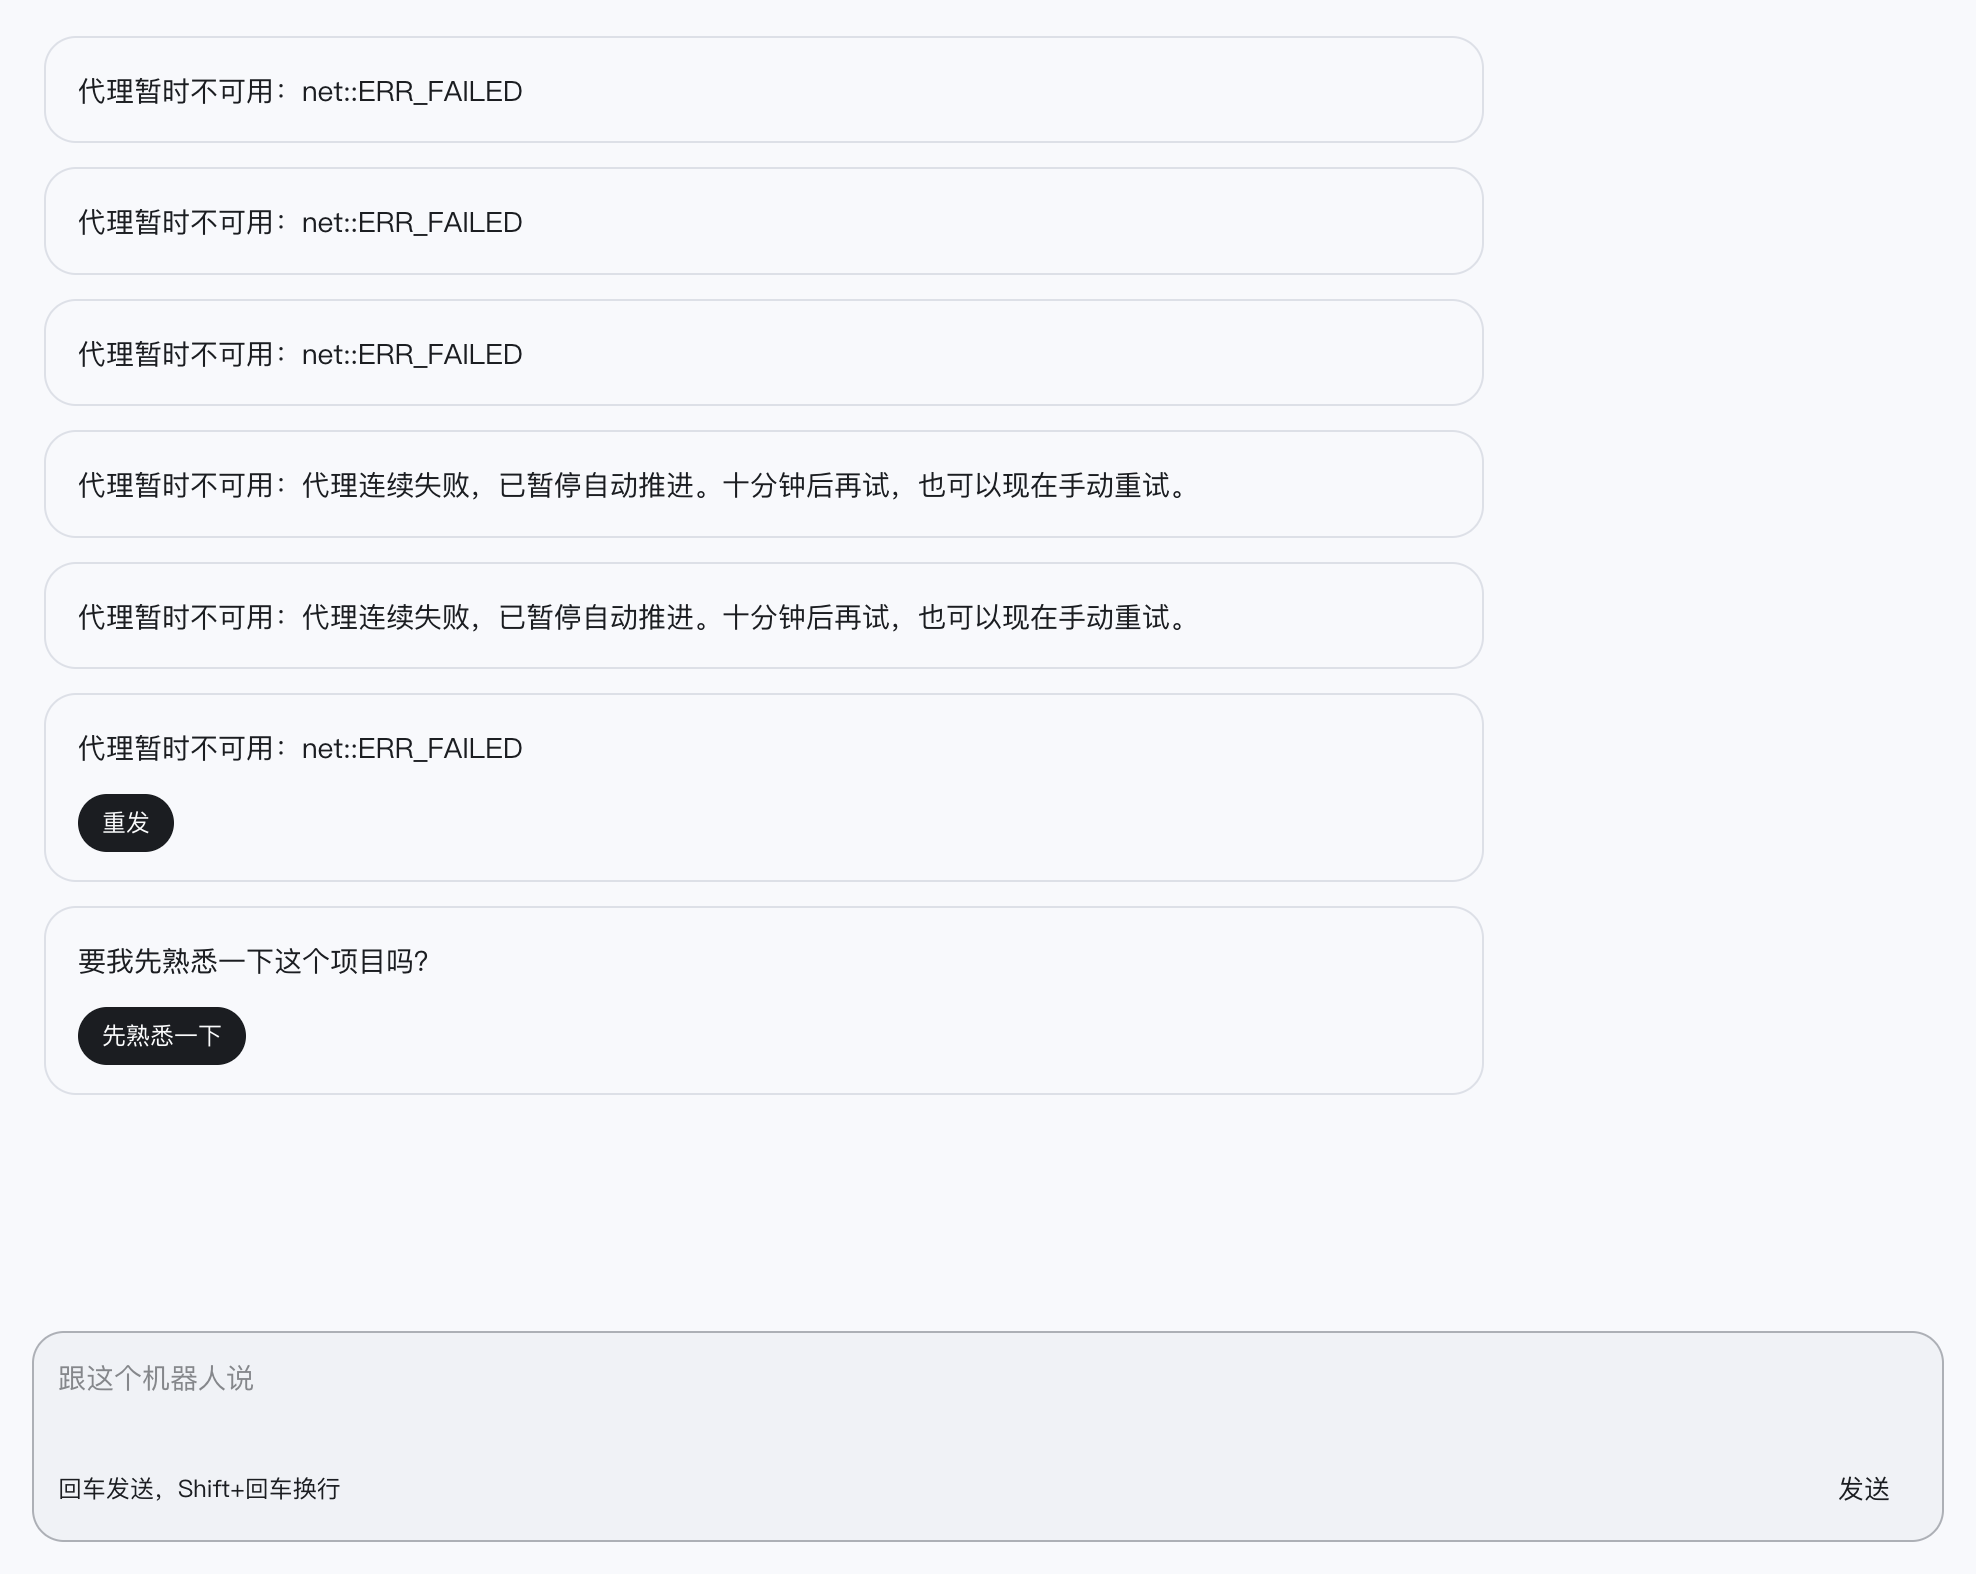 代理暂时不可用：net::ERR_FAILED
代理暂时不可用：net::ERR_FAILED
代理暂时不可用：net::ERR_FAILED
代理暂时不可用：代理连续失败，已暂停自动推进。十分钟后再试，也可以现在手动重试。
代理暂时不可用：代理连续失败，已暂停自动推进。十分钟后再试，也可以现在手动重试。
代理暂时不可用：net::ERR_FAILED
重发
要我先熟悉一下这个项目吗？
先熟悉一下
跟这个机器人说
回车发送，Shift+回车换行
发送